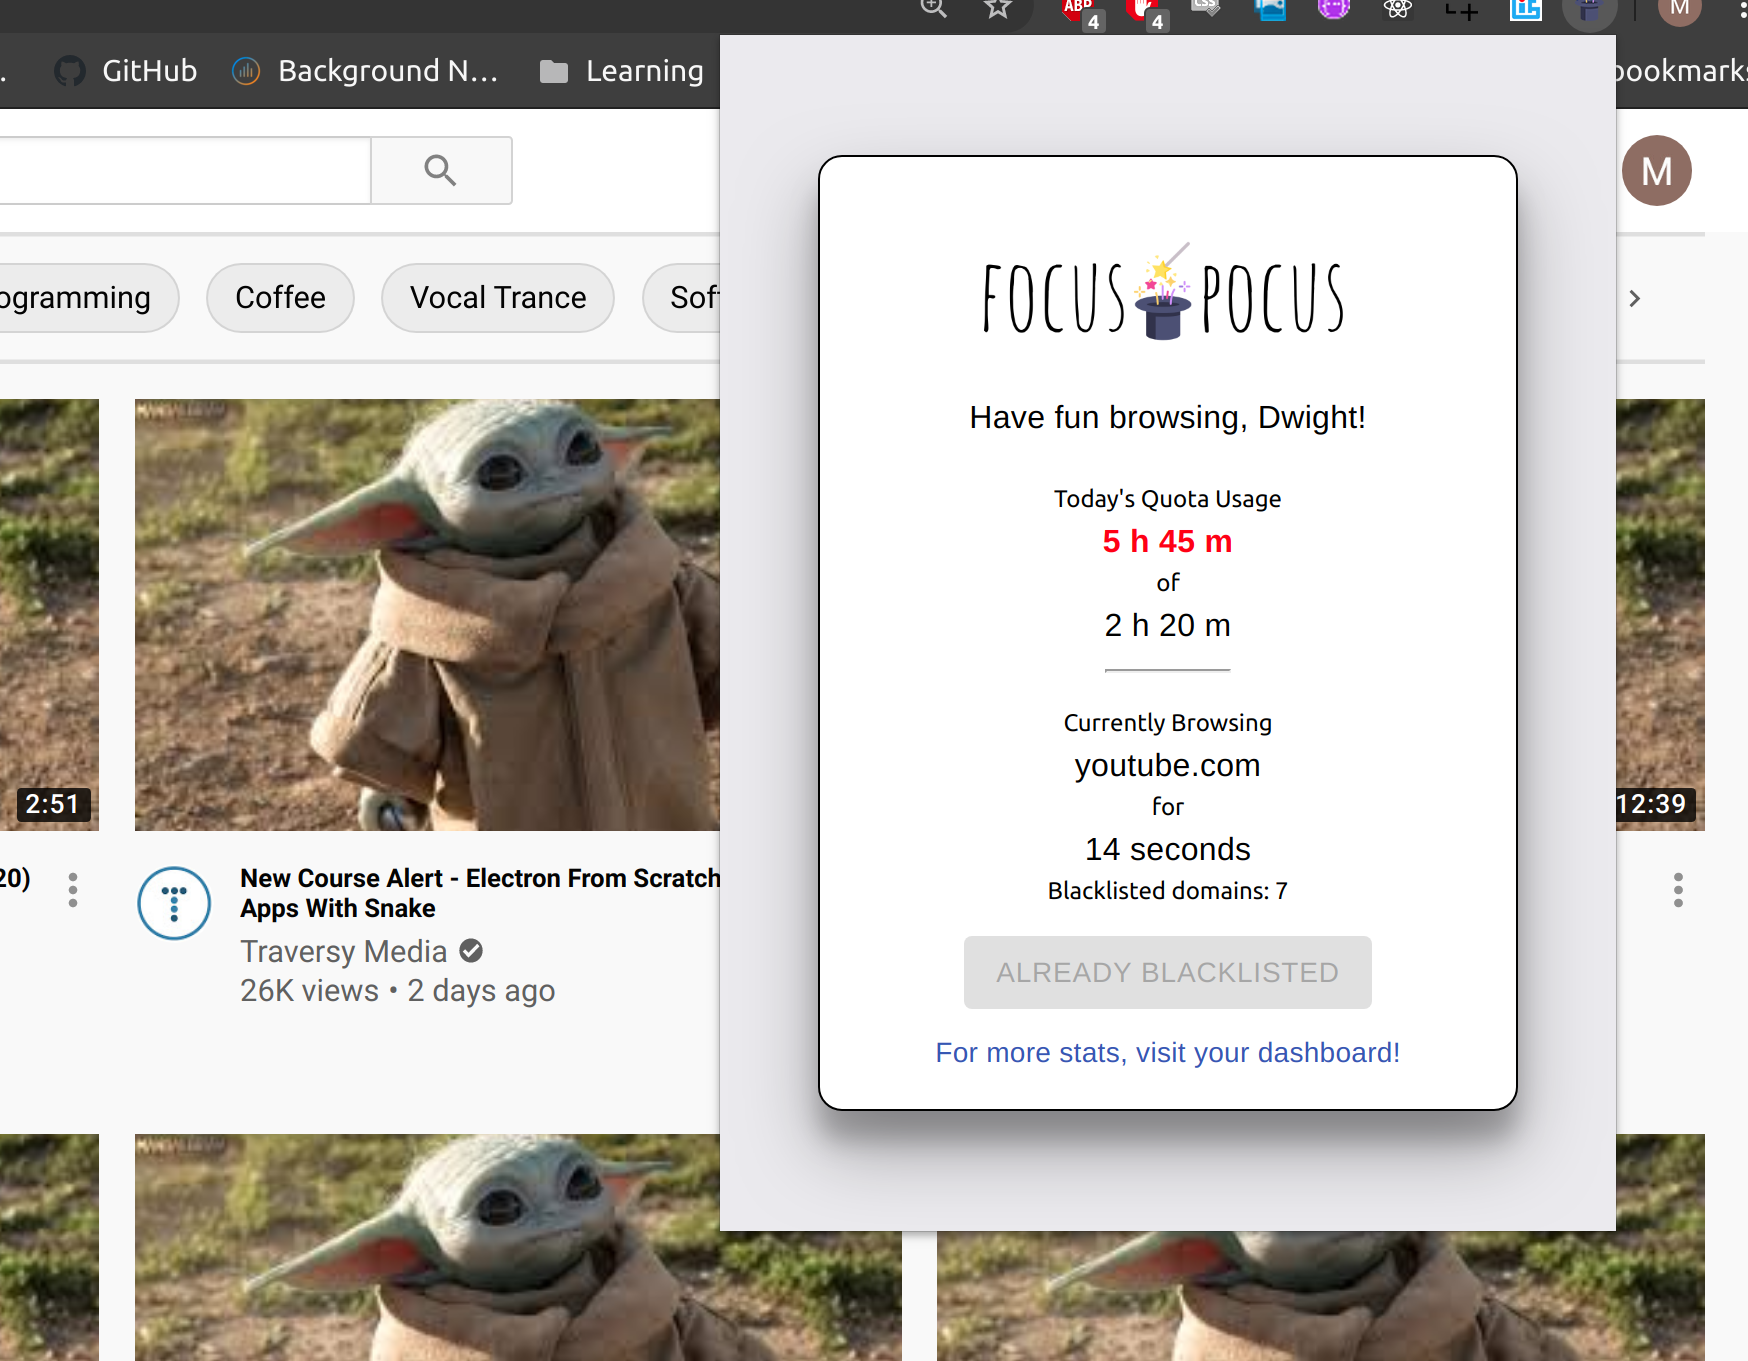 ABP
4
4
CSS
M
GitHub
Background N...
Learning
bookmarks
M
ogramming
Coffee
Vocal Trance
FOCUS POCUS
Have fun browsing, Dwight!
Today's Quota Usage
5 h 45 m
of
2 h 20 m
Currently Browsing
youtube.com
for
14 seconds
Blacklisted domains: 7
ALREADY BLACKLISTED
For more stats, visit your dashboard!
2:51
12:39
20)
New Course Alert - Electron From Scratch
Apps With Snake
Traversy Media
26K views • 2 days ago